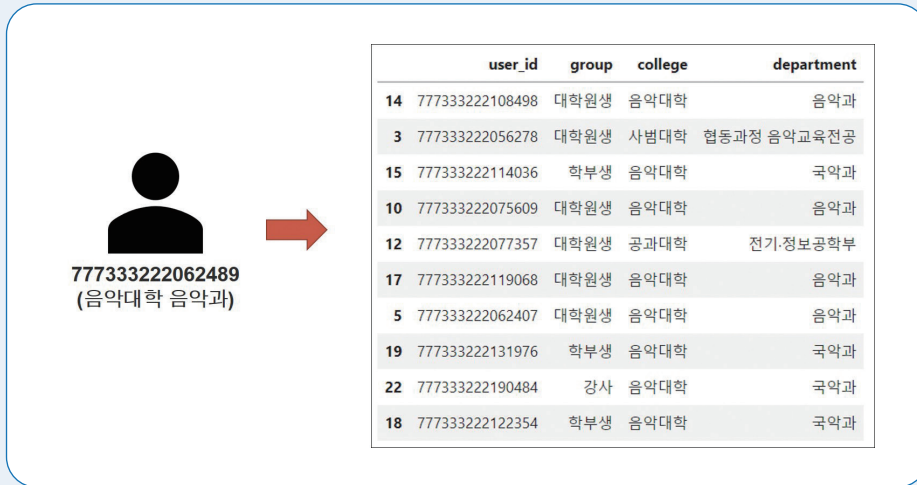 user_id group college department
14 777333222108498 대학원생 음악대학 음악과
3 777333222056278 대학원생 사범대학 협동과정 음악교육전공
15 777333222114036 학부생 음악대학 국악과
10 777333222075609 대학원생 음악대학 음악과
12 777333222077357 대학원생 공과대학 전기·정보공학부
17 777333222119068 대학원생 음악대학 음악과
5 777333222062407 대학원생 음악대학 음악과
19 777333222131976 학부생 음악대학 국악과
22 777333222190484 강사 음악대학 국악과
18 777333222122354 학부생 음악대학 국악과
777333222062489
(음악대학 음악과)